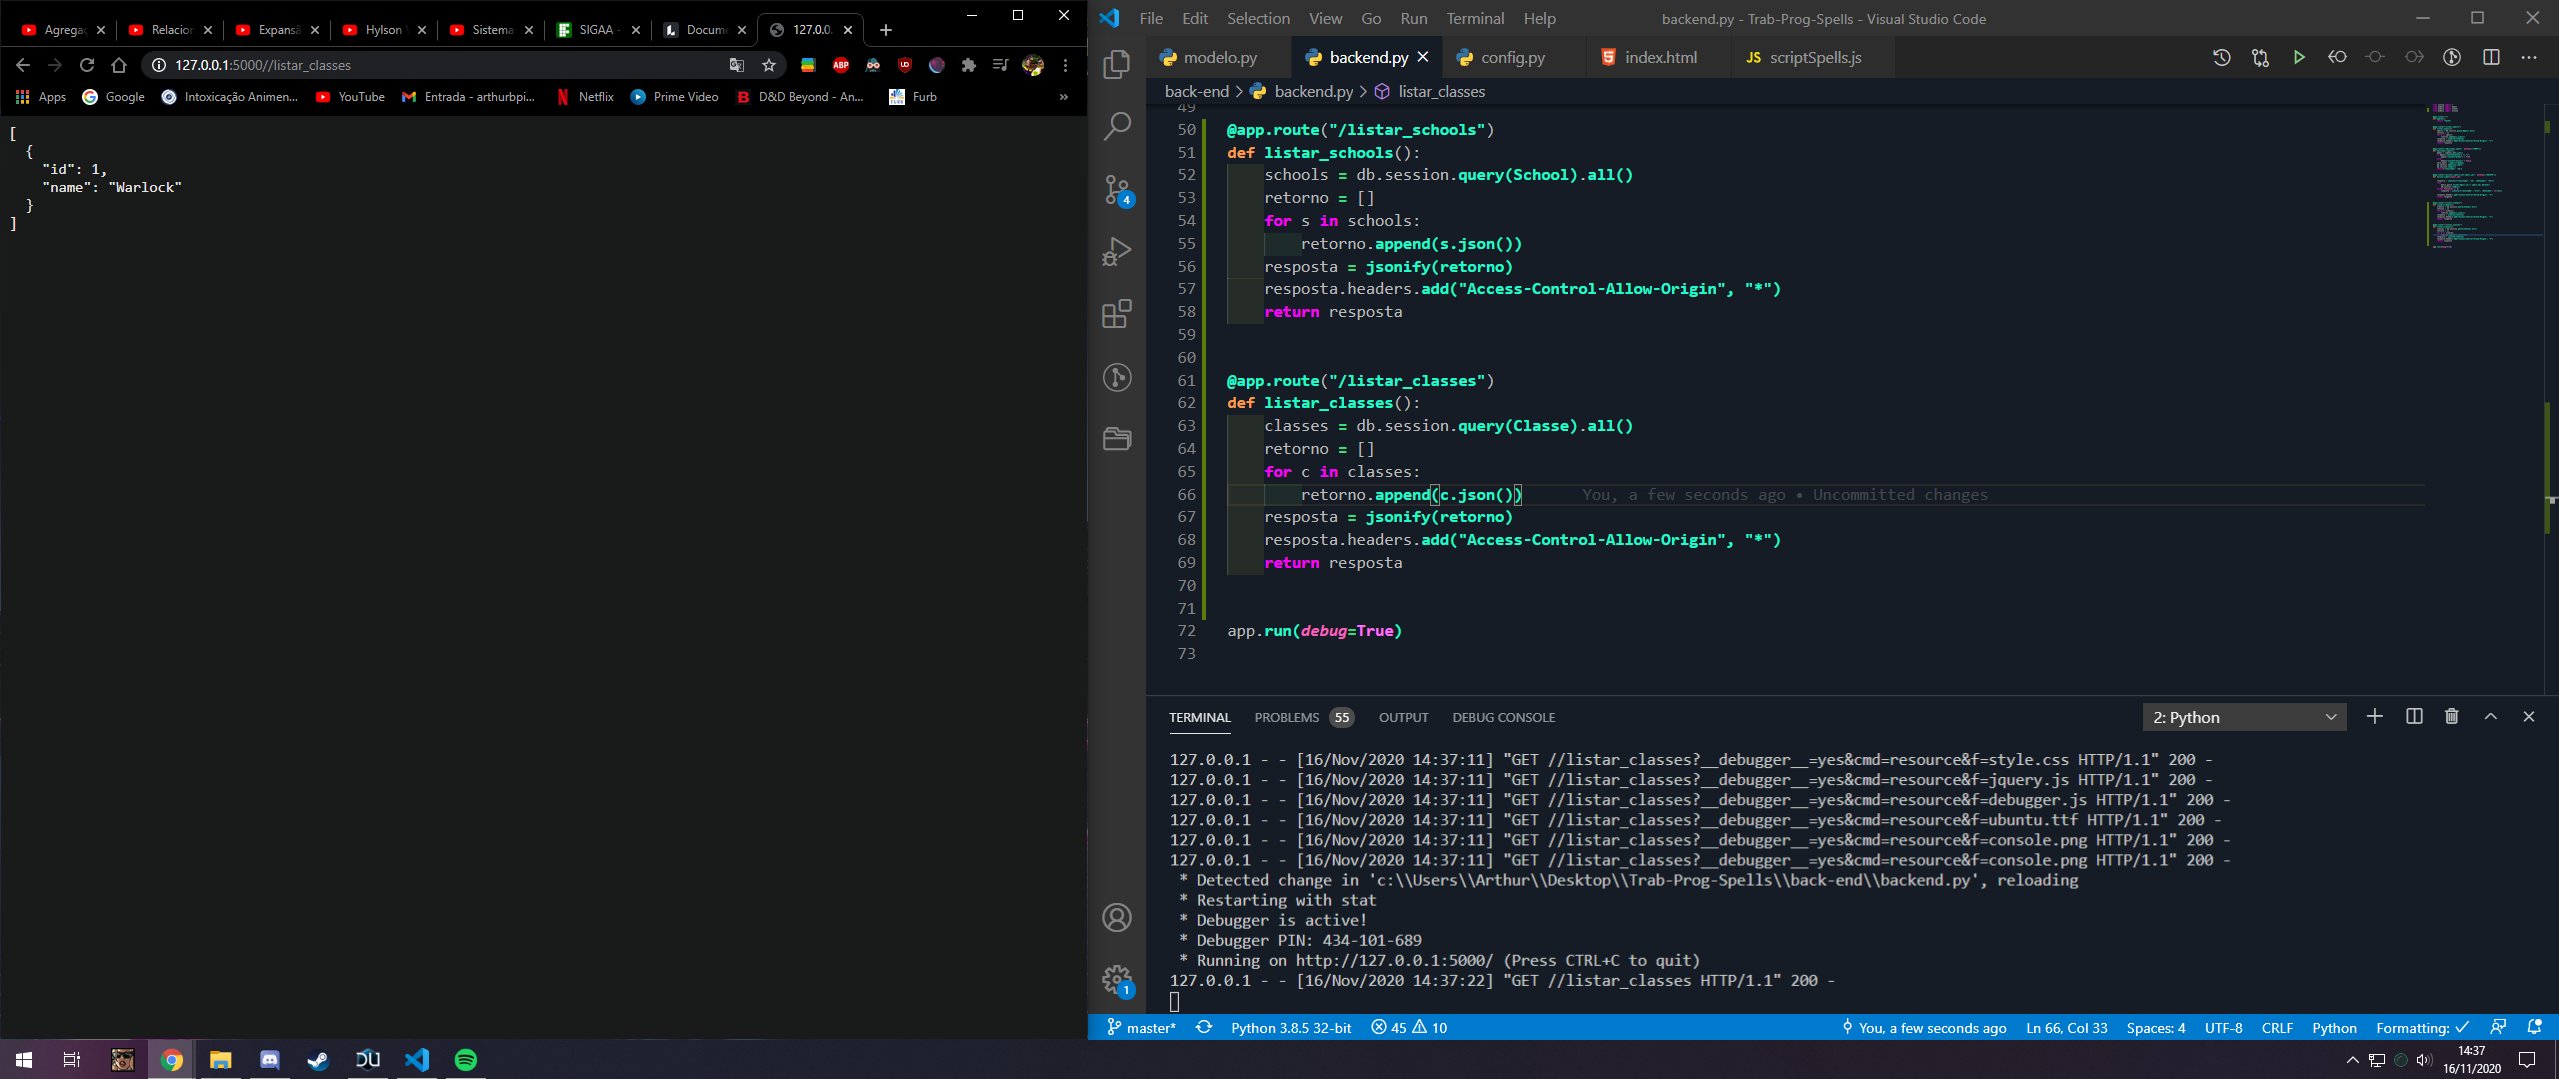 Agregaç
Relacion
Expansã
Hylson V
Sistema
SIGAA -
Docume
127.0.0.
127.0.0.1:5000//listar_classes
Apps
Google
Intoxicação Animen...
YouTube
Entrada - arthurbpi...
Netflix
Prime Video
D&D Beyond - An...
Furb
»
[
{
"id": 1,
"name": "Warlock"
}
]
File Edit Selection View Go Run Terminal Help
backend.py - Trab-Prog-Spells - Visual Studio Code
modelo.py
backend.py
config.py
index.html
JS scriptSpells.js
back-end > backend.py > listar_classes
49
50 @app.route("/listar_schools")
51 def listar_schools():
52 schools = db.session.query(School).all()
53 retorno = []
54 for s in schools:
55 retorno.append(s.json())
56 resposta = jsonify(retorno)
57 resposta.headers.add("Access-Control-Allow-Origin", "*")
58 return resposta
59
60
61 @app.route("/listar_classes")
62 def listar_classes():
63 classes = db.session.query(Classe).all()
64 retorno = []
65 for c in classes:
66 retorno.append(c.json()) You, a few seconds ago • Uncommitted changes
67 resposta = jsonify(retorno)
68 resposta.headers.add("Access-Control-Allow-Origin", "*")
69 return resposta
70
71
72 app.run(debug=True)
73
4
1
TERMINAL PROBLEMS 55 OUTPUT DEBUG CONSOLE
2: Python
127.0.0.1 - - [16/Nov/2020 14:37:11] "GET //listar_classes?__debugger__=yes&cmd=resource&f=style.css HTTP/1.1" 200 -
127.0.0.1 - - [16/Nov/2020 14:37:11] "GET //listar_classes?__debugger__=yes&cmd=resource&f=jquery.js HTTP/1.1" 200 -
127.0.0.1 - - [16/Nov/2020 14:37:11] "GET //listar_classes?__debugger__=yes&cmd=resource&f=debugger.js HTTP/1.1" 200 -
127.0.0.1 - - [16/Nov/2020 14:37:11] "GET //listar_classes?__debugger__=yes&cmd=resource&f=ubuntu.ttf HTTP/1.1" 200 -
127.0.0.1 - - [16/Nov/2020 14:37:11] "GET //listar_classes?__debugger__=yes&cmd=resource&f=console.png HTTP/1.1" 200 -
127.0.0.1 - - [16/Nov/2020 14:37:11] "GET //listar_classes?__debugger__=yes&cmd=resource&f=console.png HTTP/1.1" 200 -
* Detected change in 'c:\\Users\\Arthur\\Desktop\\Trab-Prog-Spells\\back-end\\backend.py', reloading
* Restarting with stat
* Debugger is active!
* Debugger PIN: 434-101-689
* Running on http://127.0.0.1:5000/ (Press CTRL+C to quit)
127.0.0.1 - - [16/Nov/2020 14:37:22] "GET //listar_classes HTTP/1.1" 200 -
master* Python 3.8.5 32-bit 45 10
You, a few seconds ago Ln 66, Col 33 Spaces: 4 UTF-8 CRLF Python Formatting: ✓
14:37
16/11/2020